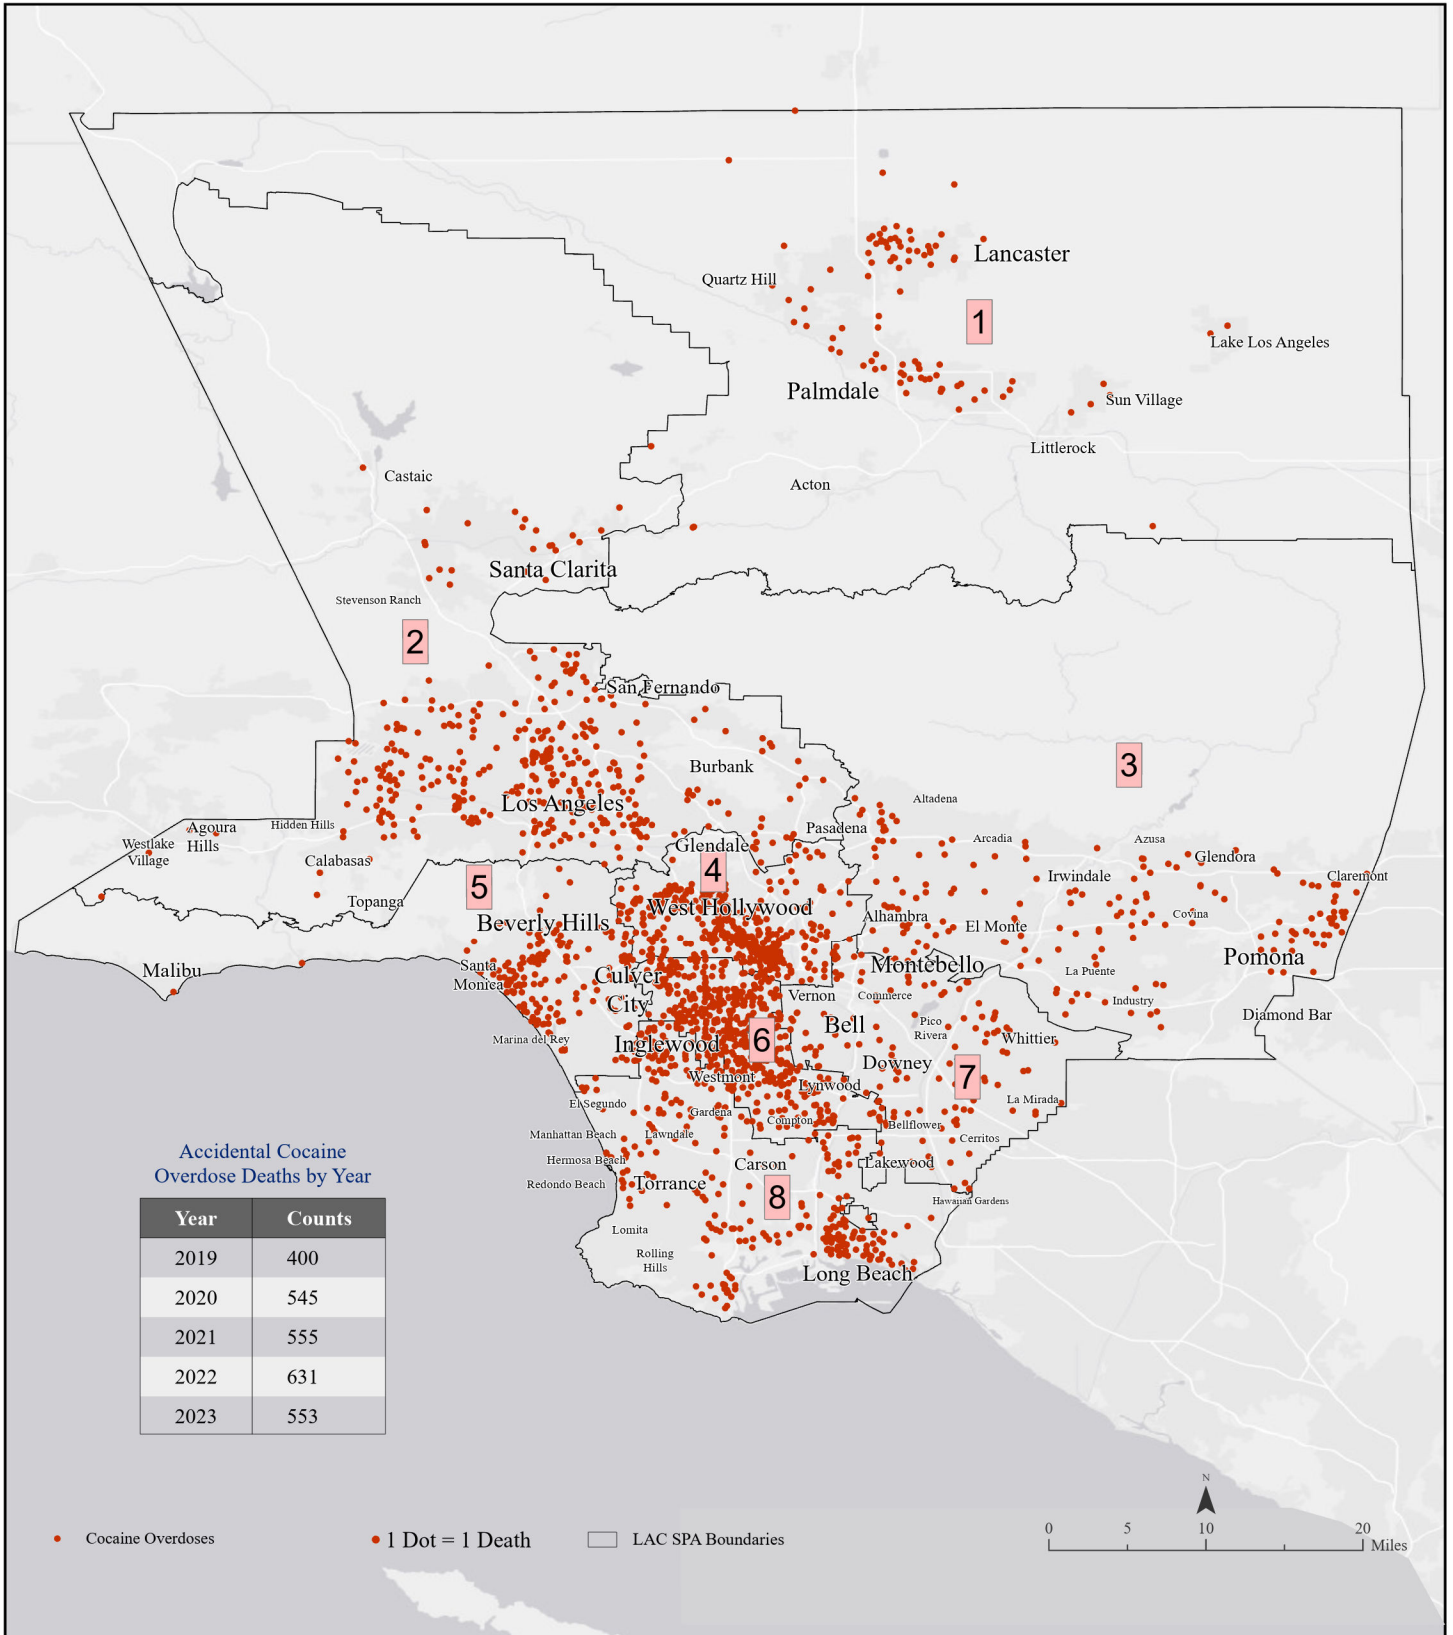 Lancaster
Quartz Hill
1
Lake Los Angeles
Palmdale
Sun Village
Littlerock
Castaic
Acton
Santa Clarita
Stevenson Ranch
2
San Fernando
3
Burbank
Los Angeles
Altadena
Pasadena
Agoura
Hills
Hidden Hills
Westlake
Village
Arcadia
Azusa
Glendale
Glendora
Calabasas
4
Irwindale
Claremont
5
Topanga
West Hollywood
Beverly Hills
Alhambra
Covina
El Monte
Pomona
Montebello
Santa
Monica
Malibu
Culver
City
La Puente
Vernon
Commerce
Industry
Diamond Bar
Bell
Pico
Rivera
Marina del Rey
Inglewood
6
Whittier
Downey
7
Westmont
Lynwood
El Segundo
La Mirada
Gardena
Compton
Bellflower
Manhattan Beach
Lawndale
Cerritos
Hermosa Beach
Carson
Lakewood
Redondo Beach
Torrance
8
Hawaiian Gardens
Lomita
Rolling
Hills
Long Beach
Accidental Cocaine
Overdose Deaths by Year
Year Counts
2019 400
2020 545
2021 555
2022 631
2023 553
N
Cocaine Overdoses
1 Dot = 1 Death
LAC SPA Boundaries
0 5 10 20
Miles